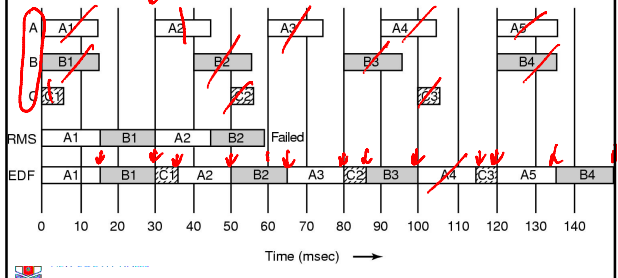 A A1 A2 A3 A4 A5
B B1 B2 B3 B4
C C1 C2 C3
RMS A1 B1 A2 B2 Failed
EDF A1 B1 C1 A2 B2 A3 C2 B3 A4 C3 A5 B4
0 10 20 30 40 50 60 70 80 90 100 110 120 130 140
Time (msec)